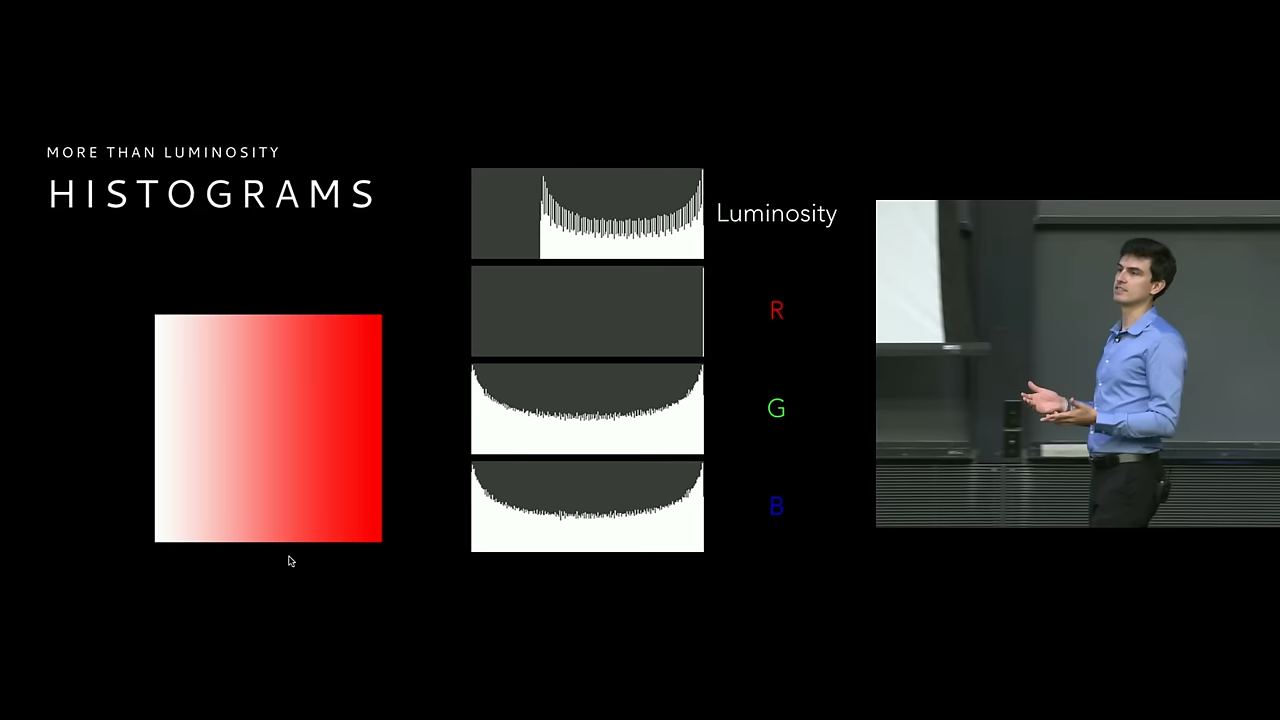 MORE THAN LUMINOSITY
HISTOGRAMS
Luminosity
R
G
B